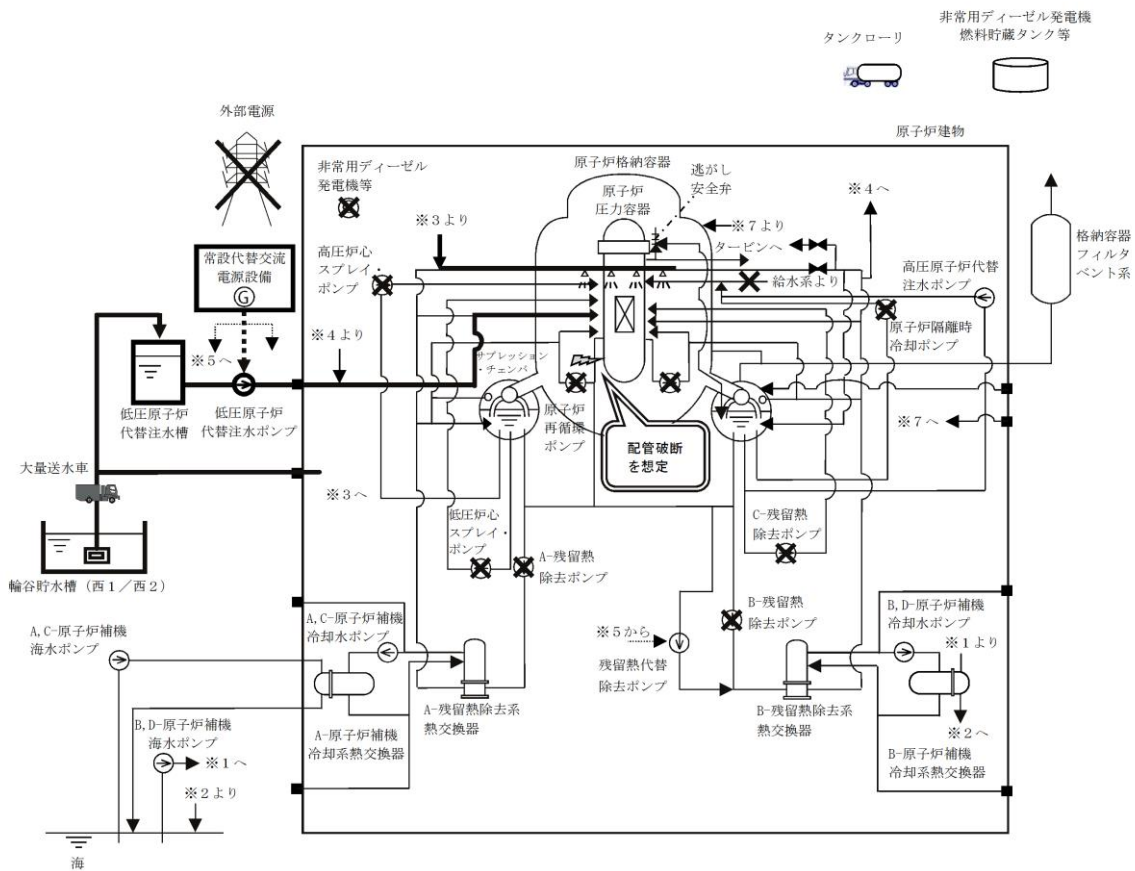 非常用ディーゼル発電機
燃料貯蔵タンク等
タンクローリ
外部電源
原子炉建物
非常用ディーゼル
発電機等
原子炉格納容器
原子炉
圧力容器
逃がし
安全弁
※4へ
※3より
※7より
タービンへ
格納容器
フィルタ
ベント系
常設代替交流
電源設備
G
高圧炉心
スプレイ・
ポンプ
給水系より
高圧原子炉代替
注水ポンプ
原子炉隔離時
冷却ポンプ
※5へ
※4より
サプレッション
・チェンバ
低圧原子炉
代替注水槽
低圧原子炉
代替注水ポンプ
原子炉
再循環
ポンプ
配管破断
を想定
※7へ
大量送水車
※3へ
低圧炉心
スプレイ・
ポンプ
C-残留熱
除去ポンプ
A-残留熱
除去ポンプ
輪谷貯水槽（西1／西2）
A,C-原子炉補機
海水ポンプ
A,C-原子炉補機
冷却水ポンプ
※5から
残留熱代替
除去ポンプ
B-残留熱
除去ポンプ
B,D-原子炉補機
冷却水ポンプ
※1より
B,D-原子炉補機
海水ポンプ
※1へ
※2より
A-原子炉補機
冷却系熱交換器
A-残留熱除去系
熱交換器
B-残留熱除去系
熱交換器
※2へ
B-原子炉補機
冷却系熱交換器
海